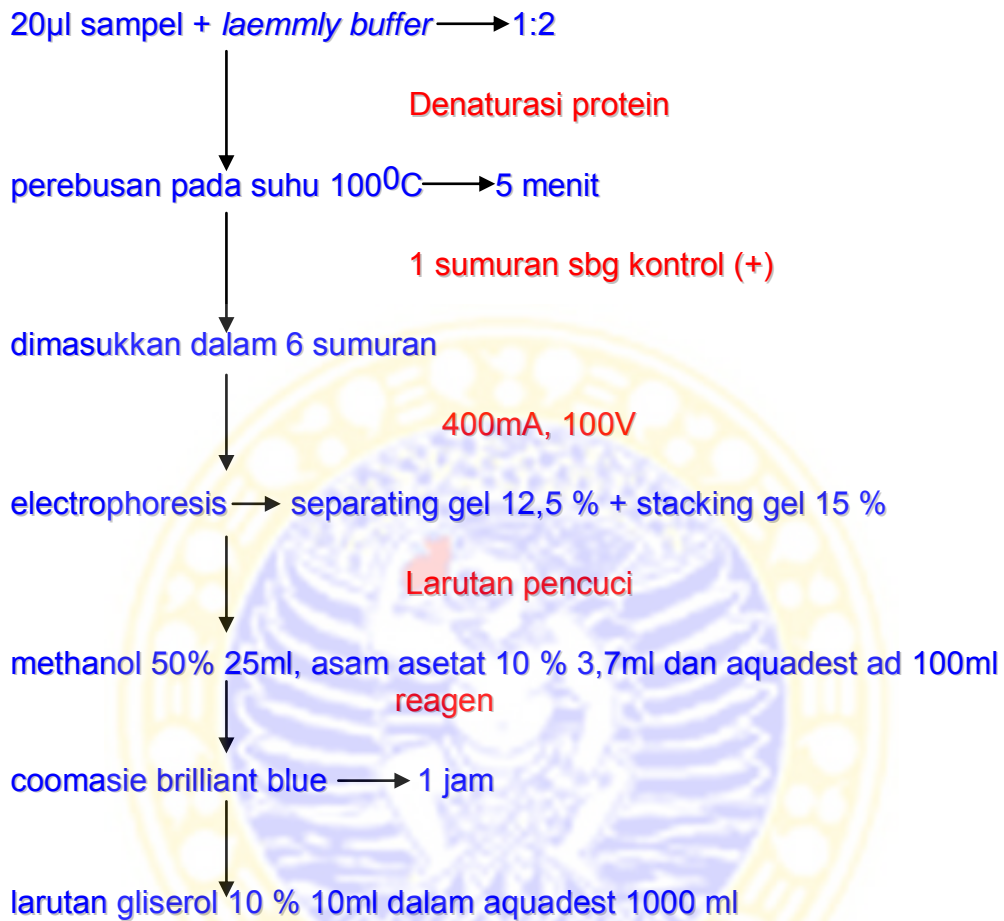 20µl sampel + laemmly buffer → 1:2
Denaturasi protein
perebusan pada suhu 100⁰C → 5 menit
1 sumuran sbg kontrol (+)
dimasukkan dalam 6 sumuran
400mA, 100V
electrophoresis → separating gel 12,5 % + stacking gel 15 %
Larutan pencuci
methanol 50% 25ml, asam asetat 10 % 3,7ml dan aquadest ad 100ml
reagen
coomasie brilliant blue → 1 jam
larutan gliserol 10 % 10ml dalam aquadest 1000 ml